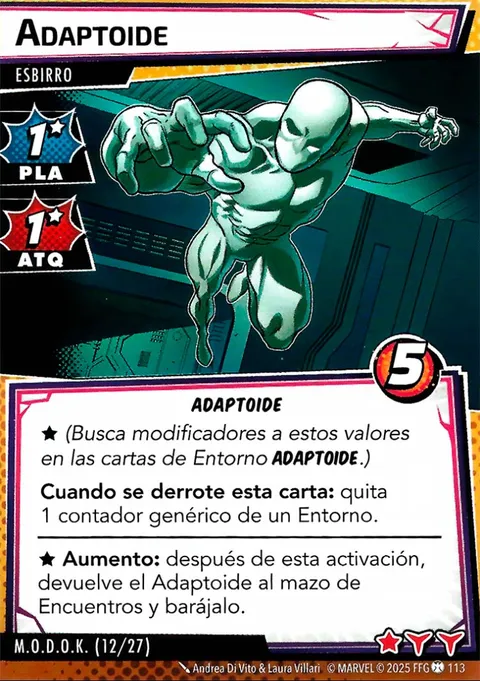 ADAPTOIDE
ESBIRRO
1★
PLA
1★
ATQ
5
ADAPTOIDE
★ (Busca modificadores a estos valores
en las cartas de Entorno ADAPTOIDE.)
Cuando se derrote esta carta: quita
1 contador genérico de un Entorno.
★ Aumento: después de esta activación,
devuelve el Adaptoide al mazo de
Encuentros y barájalo.
M.O.D.O.K. (12/27)
Andrea Di Vito & Laura Villari © MARVEL © 2025 FFG 113